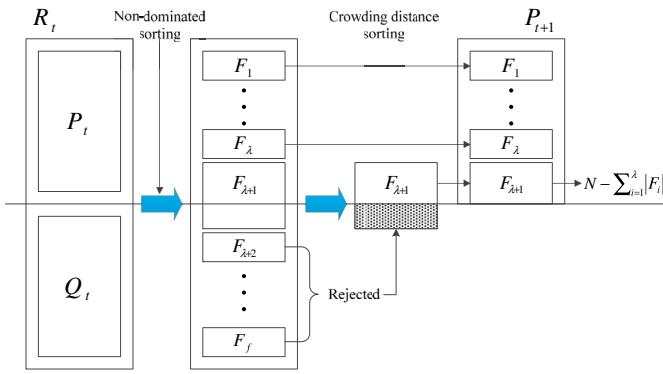 R_t
Non-dominated
sorting
Crowding distance
sorting
P_{t+1}
P_t
Q_t
F_1
F_λ
F_{λ+1}
F_{λ+2}
F_f
F_{λ+1}
Rejected
F_1
F_λ
F_{λ+1}
N − ∑_{i=1}^{λ}|F_i|